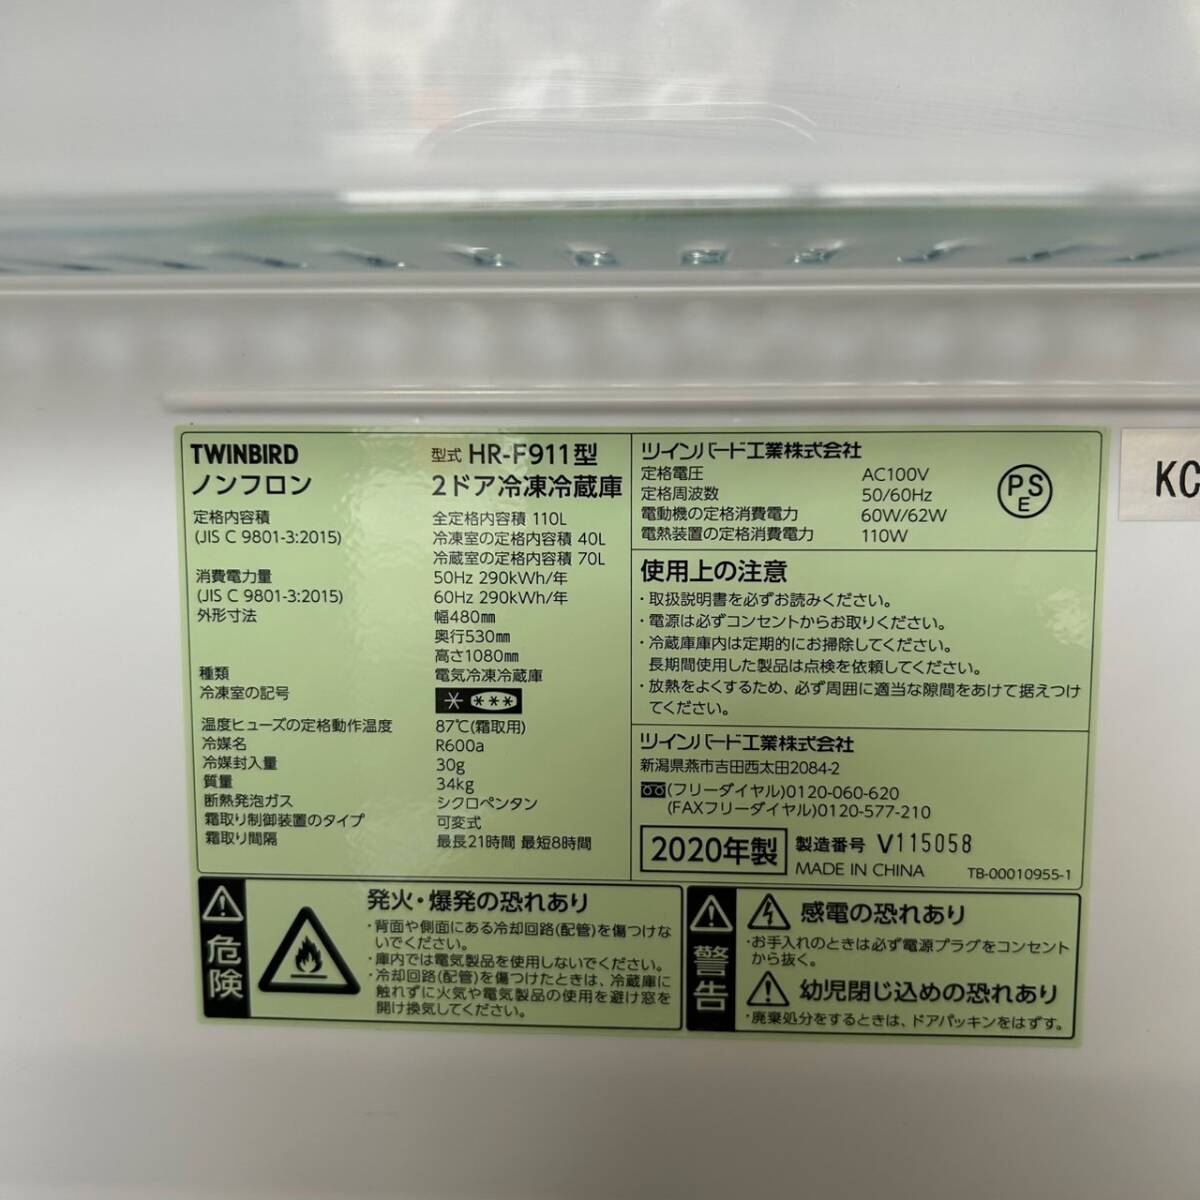 TWINBIRD
ノンフロン
型式 HR-F911型
2ドア冷凍冷蔵庫
定格内容積
(JIS C 9801-3:2015)
全定格内容積 110L
冷凍室の定格内容積 40L
冷蔵室の定格内容積 70L
消費電力量
(JIS C 9801-3:2015)
50Hz 290kWh/年
60Hz 290kWh/年
外形寸法
幅480㎜
奥行530㎜
高さ1080㎜
種類
電気冷凍冷蔵庫
冷凍室の記号
温度ヒューズの定格動作温度
87℃(霜取用)
冷媒名
R600a
冷媒封入量
30g
質量
34kg
断熱発泡ガス
シクロペンタン
霜取り制御装置のタイプ
可変式
霜取り間隔
最長21時間 最短8時間
ツインバード工業株式会社
定格電圧
AC100V
定格周波数
50/60Hz
電動機の定格消費電力
60W/62W
電熱装置の定格消費電力
110W
PSE
使用上の注意
・取扱説明書を必ずお読みください。
・電源は必ずコンセントからお取りください。
・冷蔵庫庫内は定期的にお掃除してください。
長期間使用した製品は点検を依頼してください。
・放熱をよくするため、必ず周囲に適当な隙間をあけて据えつけ
てください。
ツインバード工業株式会社
新潟県燕市吉田西太田2084-2
(フリーダイヤル)0120-060-620
(FAXフリーダイヤル)0120-577-210
2020年製
製造番号 V115058
MADE IN CHINA
TB-00010955-1
危険
発火・爆発の恐れあり
・背面や側面にある冷却回路(配管)を傷つけな
いでください。
・庫内では電気製品を使用しないでください。
・冷却回路(配管)を傷つけたときは、冷蔵庫に
触れずに火気や電気製品の使用を避け窓を
開け換気してください。
警告
感電の恐れあり
・お手入れのときは必ず電源プラグをコンセント
から抜く。
幼児閉じ込めの恐れあり
・廃棄処分をするときは、ドアパッキンをはずす。
KC